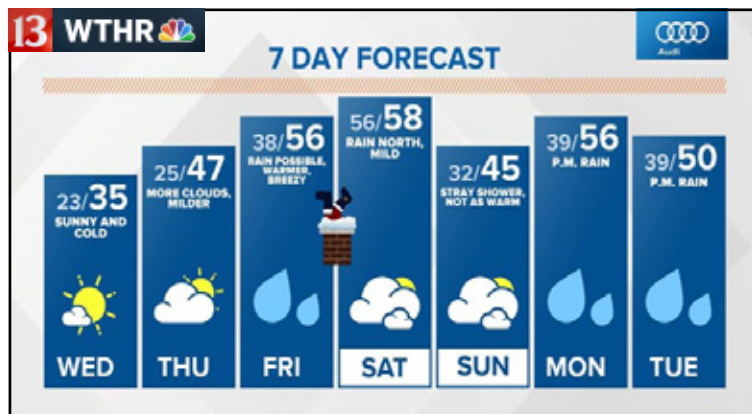 13 WTHR
Audi
7 DAY FORECAST
23/35
SUNNY AND
COLD
WED
25/47
MORE CLOUDS,
MILDER
THU
38/56
RAIN POSSIBLE,
WARMER,
BREEZY
FRI
56/58
RAIN NORTH,
MILD
SAT
32/45
STRAY SHOWER,
NOT AS WARM
SUN
39/56
P.M. RAIN
MON
39/50
P.M. RAIN
TUE